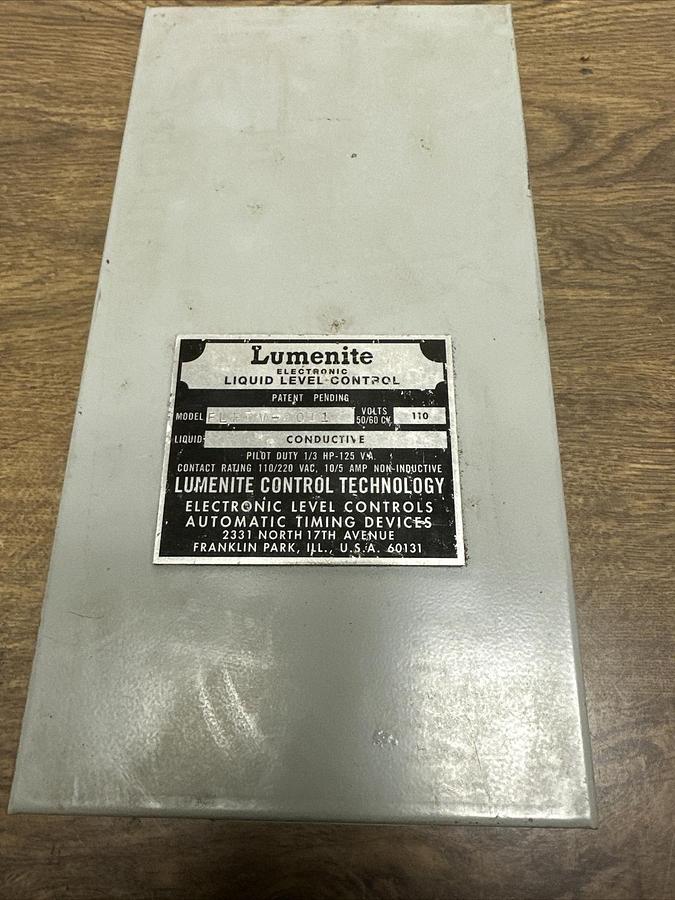 Lumenite
ELECTRONIC
LIQUID LEVEL CONTROL
PATENT PENDING
MODEL VOLTS 50/60 CY. 110
LIQUID CONDUCTIVE
PILOT DUTY 1/3 HP-125 V.A.
CONTACT RATING 110/220 VAC, 10/5 AMP NON-INDUCTIVE
LUMENITE CONTROL TECHNOLOGY
ELECTRONIC LEVEL CONTROLS
AUTOMATIC TIMING DEVICES
2331 NORTH 17TH AVENUE
FRANKLIN PARK, ILL., U.S.A. 60131